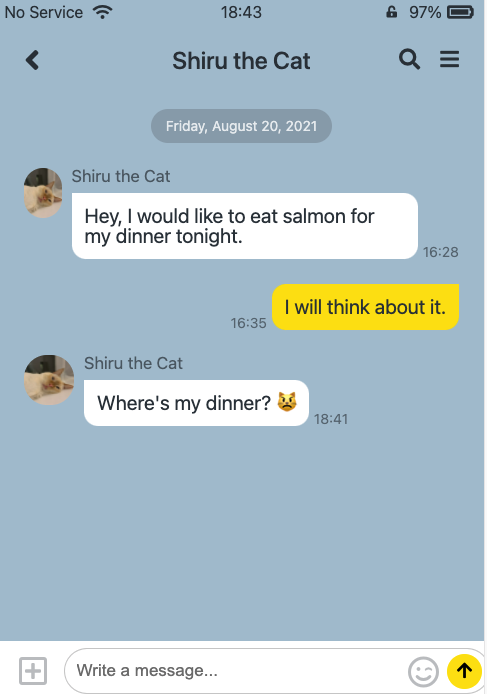 No Service 18:43 97%
Shiru the Cat
Friday, August 20, 2021
Shiru the Cat
Hey, I would like to eat salmon for
my dinner tonight.
16:28
I will think about it.
16:35
Shiru the Cat
Where's my dinner? 😾
18:41
Write a message...